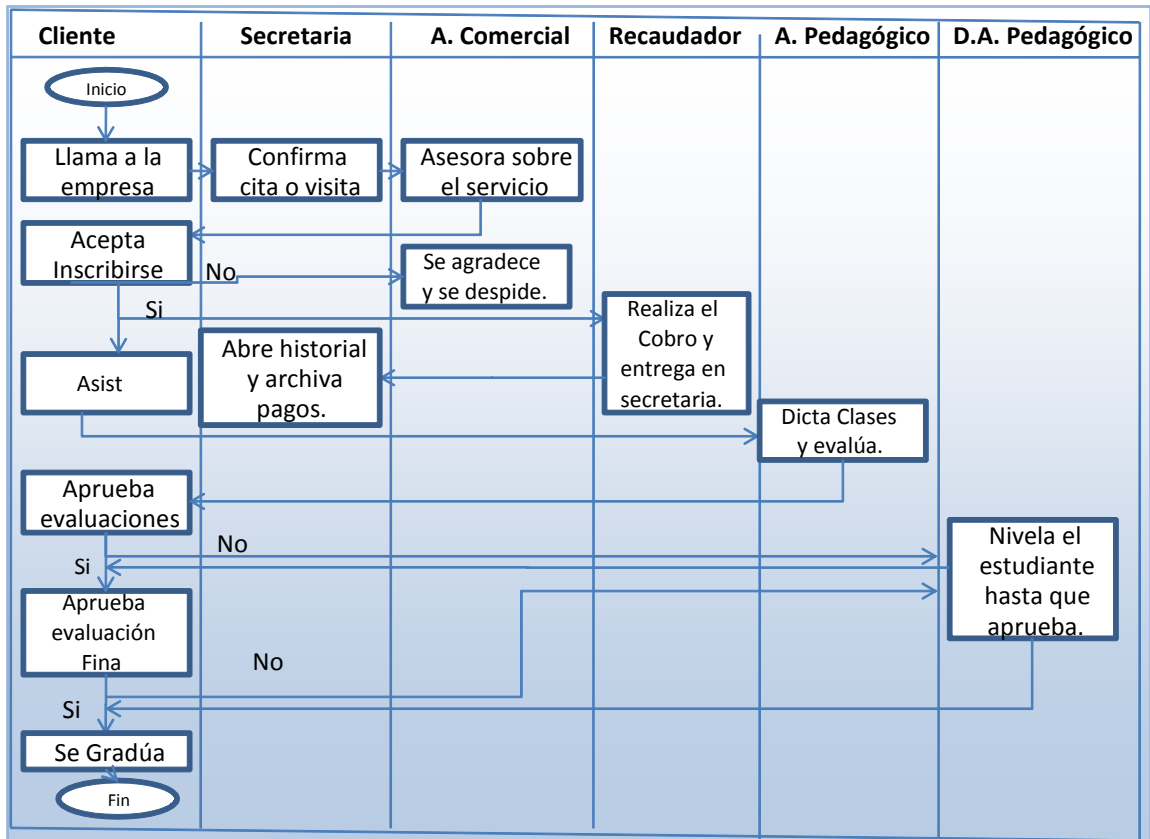 Cliente Secretaria A. Comercial Recaudador A. Pedagógico D.A. Pedagógico
Inicio
Llama a la
empresa
Confirma
cita o visita
Asesora sobre
el servicio
Acepta
Inscribirse
No
Se agradece
y se despide.
Si
Realiza el
Cobro y
entrega en
secretaria.
Abre historial
y archiva
pagos.
Asist
Dicta Clases
y evalúa.
Aprueba
evaluaciones
No
Si
Nivela el
estudiante
hasta que
aprueba.
Aprueba
evaluación
Fina
No
Si
Se Gradúa
Fin